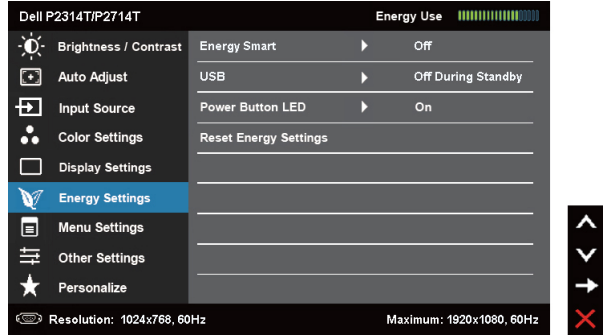 Dell P2314T/P2714T Energy Use
Brightness / Contrast Energy Smart Off
Auto Adjust USB Off During Standby
Input Source Power Button LED On
Color Settings Reset Energy Settings
Display Settings
Energy Settings
Menu Settings
Other Settings
Personalize
Resolution: 1024x768, 60Hz Maximum: 1920x1080, 60Hz